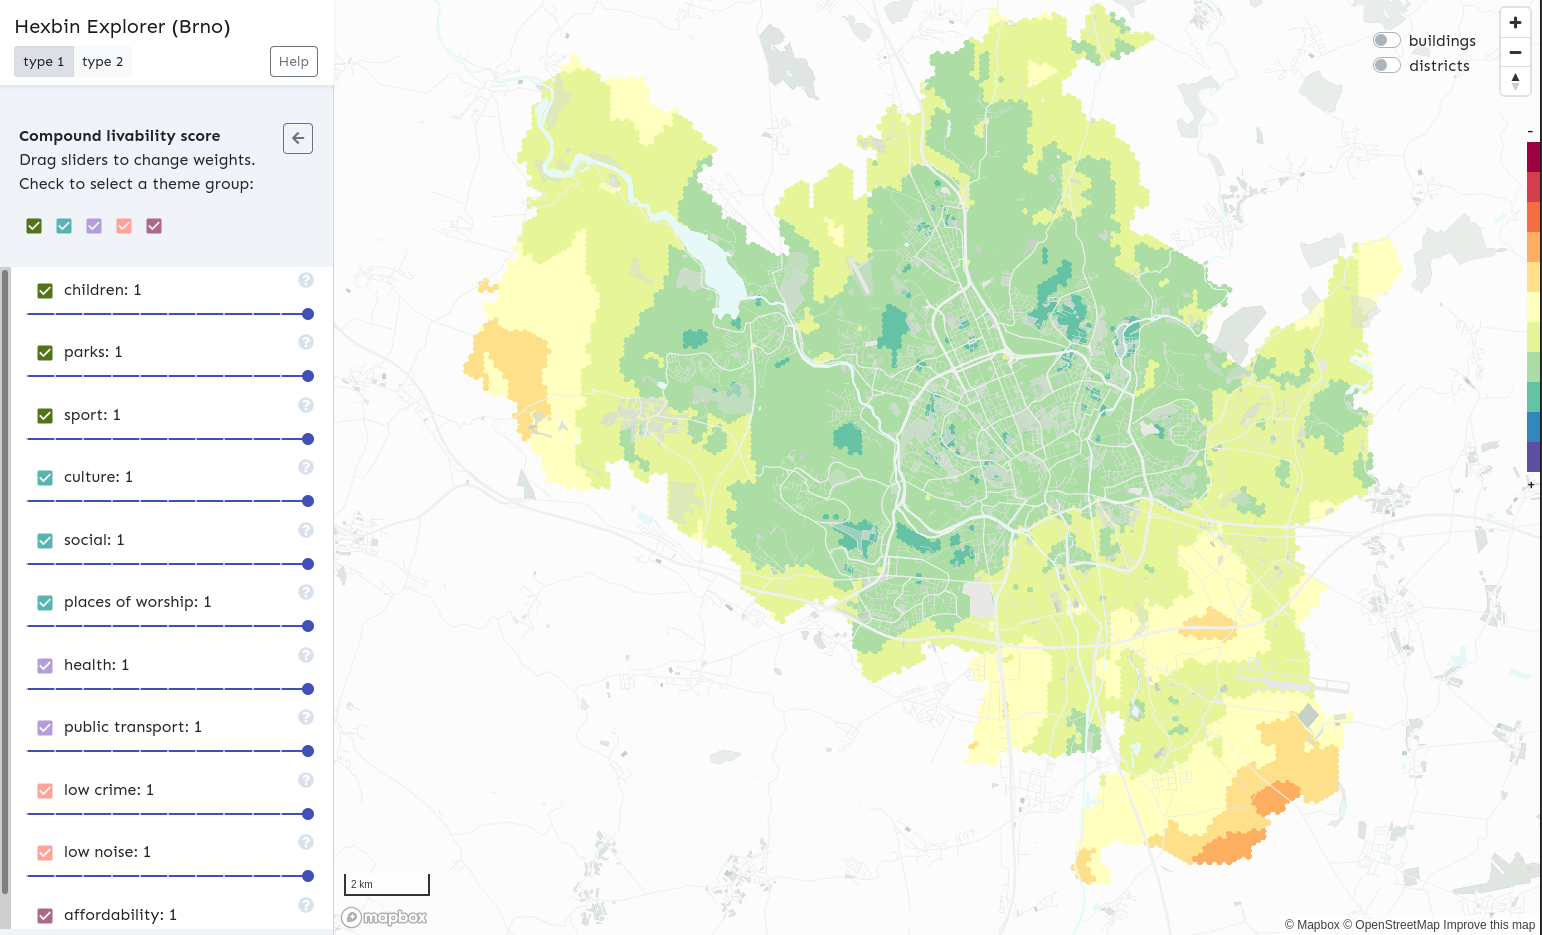 Hexbin Explorer (Brno)
type 1
type 2
Help
Compound livability score
Drag sliders to change weights.
Check to select a theme group:
children: 1
?
parks: 1
?
sport: 1
?
culture: 1
?
social: 1
?
places of worship: 1
?
health: 1
?
public transport: 1
?
low crime: 1
?
low noise: 1
?
affordability: 1
?
buildings
districts
+
−
-
+
2 km
mapbox
© Mapbox © OpenStreetMap Improve this map